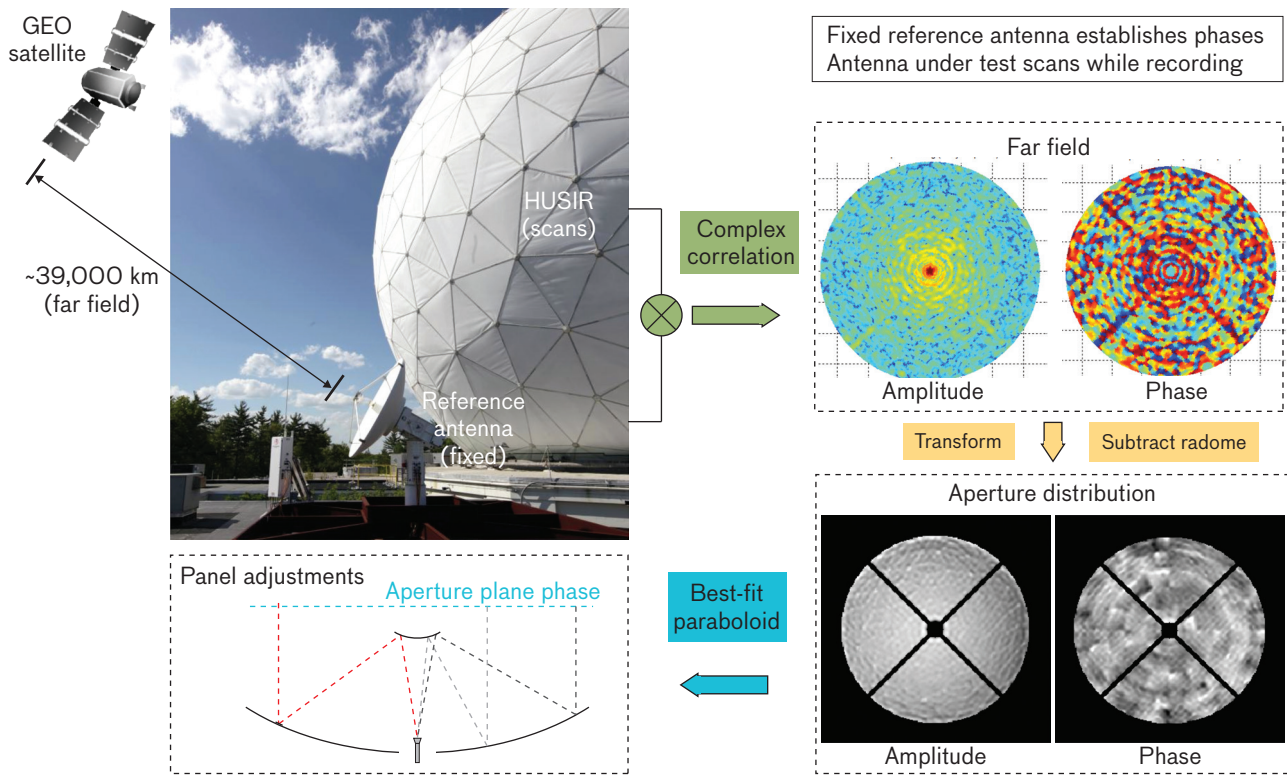 GEO
satellite
~39,000 km
(far field)
HUSIR
(scans)
Reference
antenna
(fixed)
Complex
correlation
Fixed reference antenna establishes phases
Antenna under test scans while recording
Far field
Amplitude
Phase
Transform
Subtract radome
Aperture distribution
Amplitude
Phase
Best-fit
paraboloid
Panel adjustments
Aperture plane phase